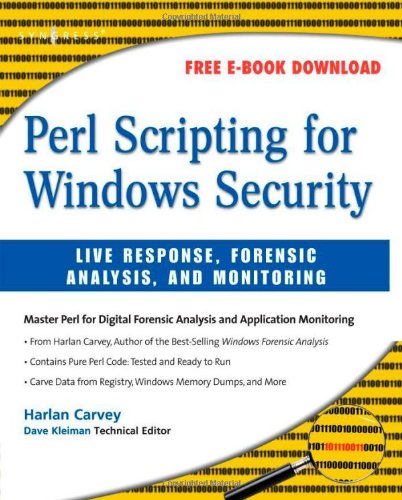 SYNGRESS®
FREE E-BOOK DOWNLOAD
Perl Scripting for
Windows Security
LIVE RESPONSE, FORENSIC
ANALYSIS, AND MONITORING
Master Perl for Digital Forensic Analysis and Application Monitoring
• From Harlan Carvey, Author of the Best-Selling Windows Forensic Analysis
• Contains Pure Perl Code: Tested and Ready to Run
• Carve Data from Registry, Windows Memory Dumps, and More
Harlan Carvey
Dave Kleiman Technical Editor